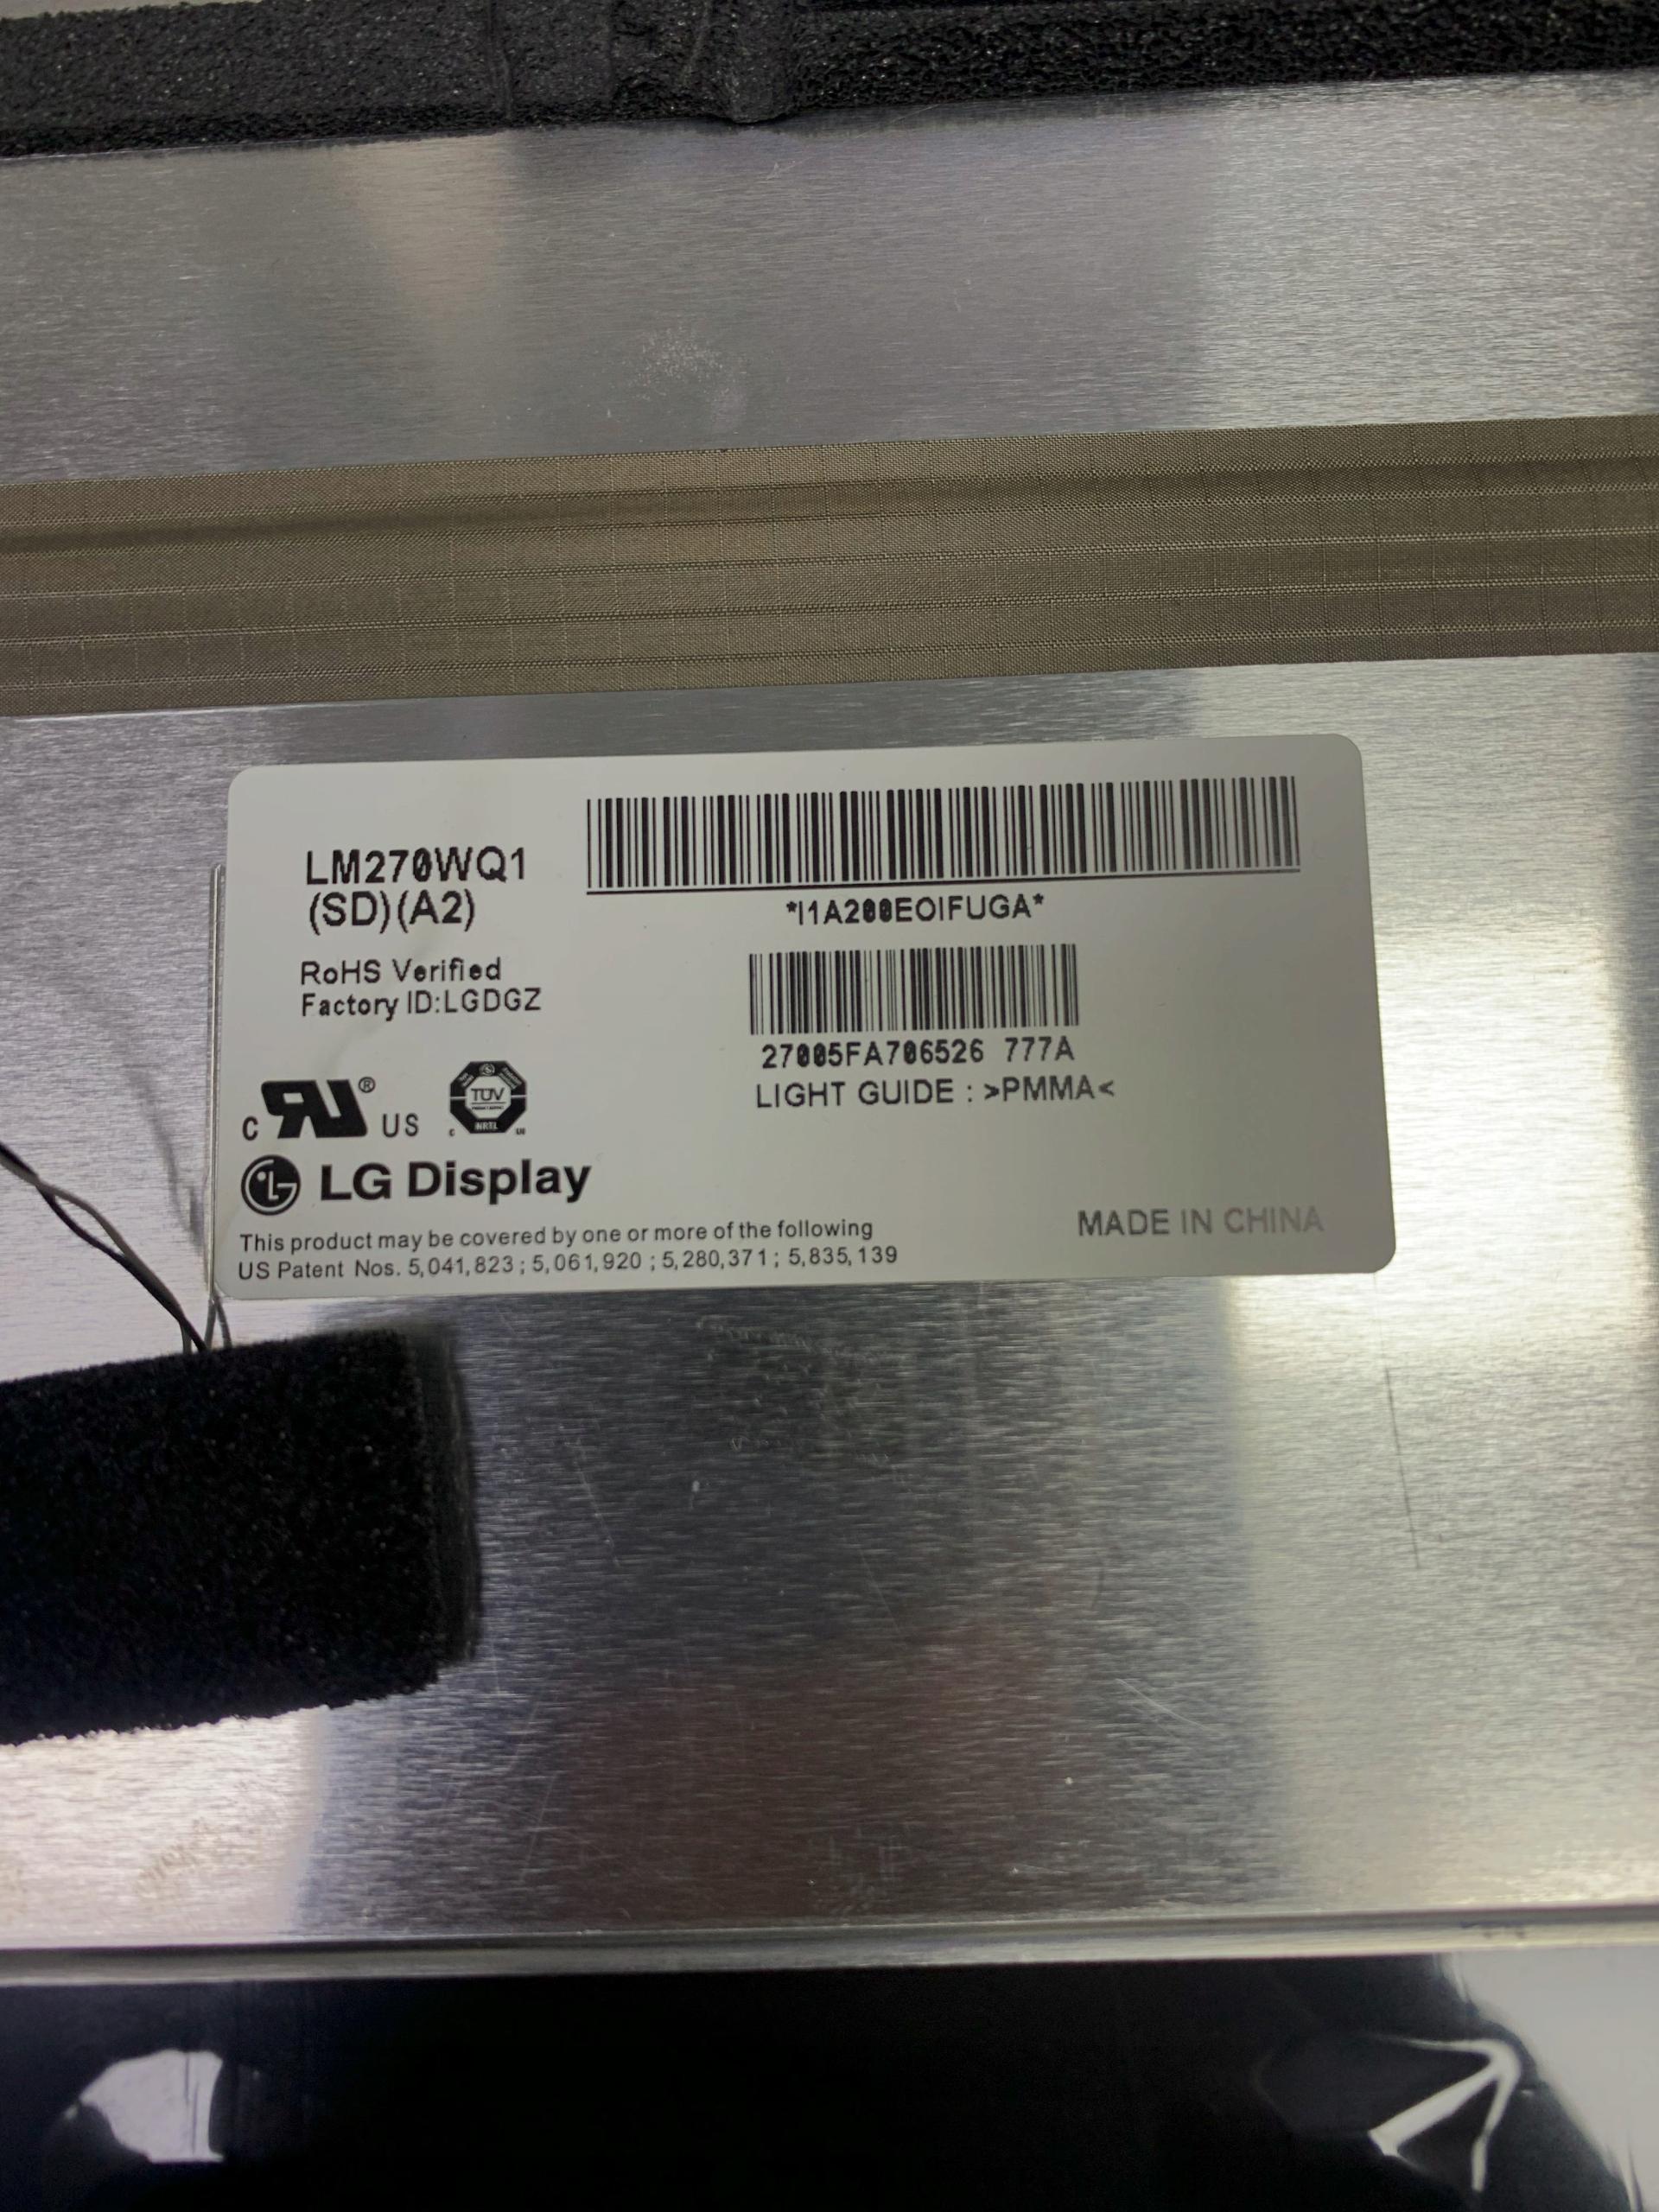 LM270WQ1
(SD)(A2)
*I1A200EOIFUGA*
RoHS Verified
Factory ID:LGDGZ
27005FA706526 777A
LIGHT GUIDE : >PMMA<
C RU® US
TÜV
NRTL
LG Display
This product may be covered by one or more of the following
US Patent Nos. 5,041,823 ; 5,061,920 ; 5,280,371 ; 5,835,139
MADE IN CHINA